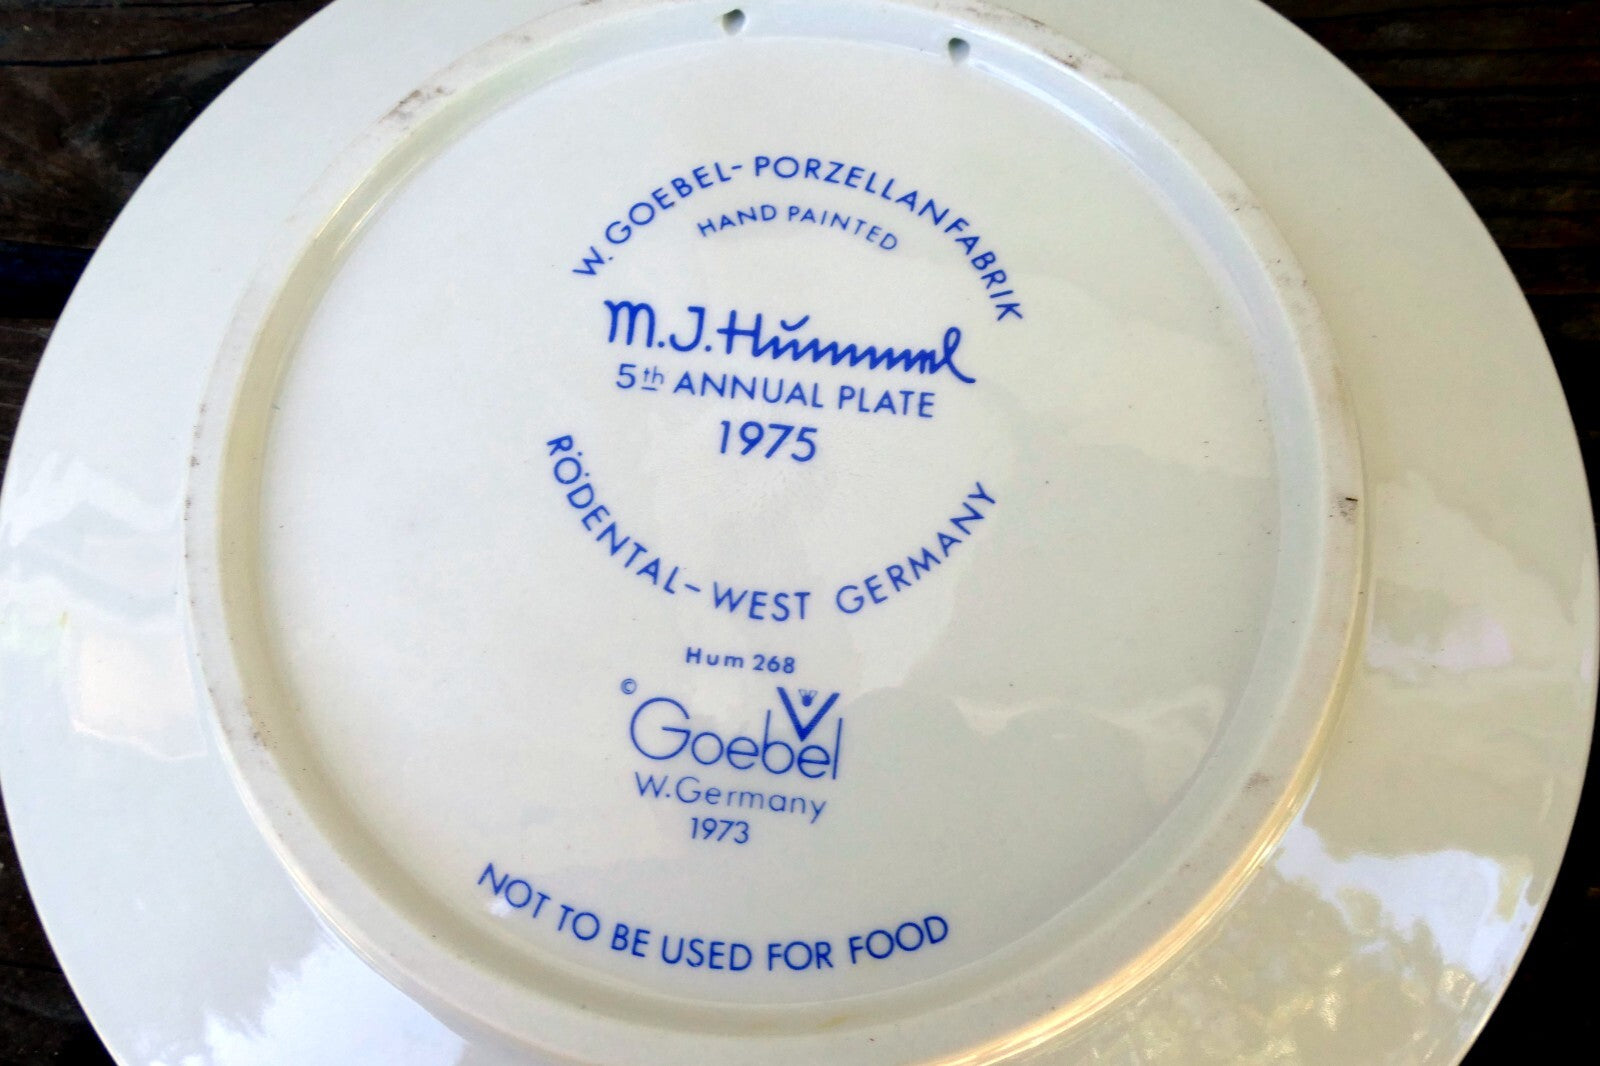 W. GOEBEL-PORZELLANFABRIK
HAND PAINTED
M.J.Hŭmmel
5th ANNUAL PLATE
1975
RÖDENTAL-WEST GERMANY
Hum 268
© Goebel
W.Germany
1973
NOT TO BE USED FOR FOOD